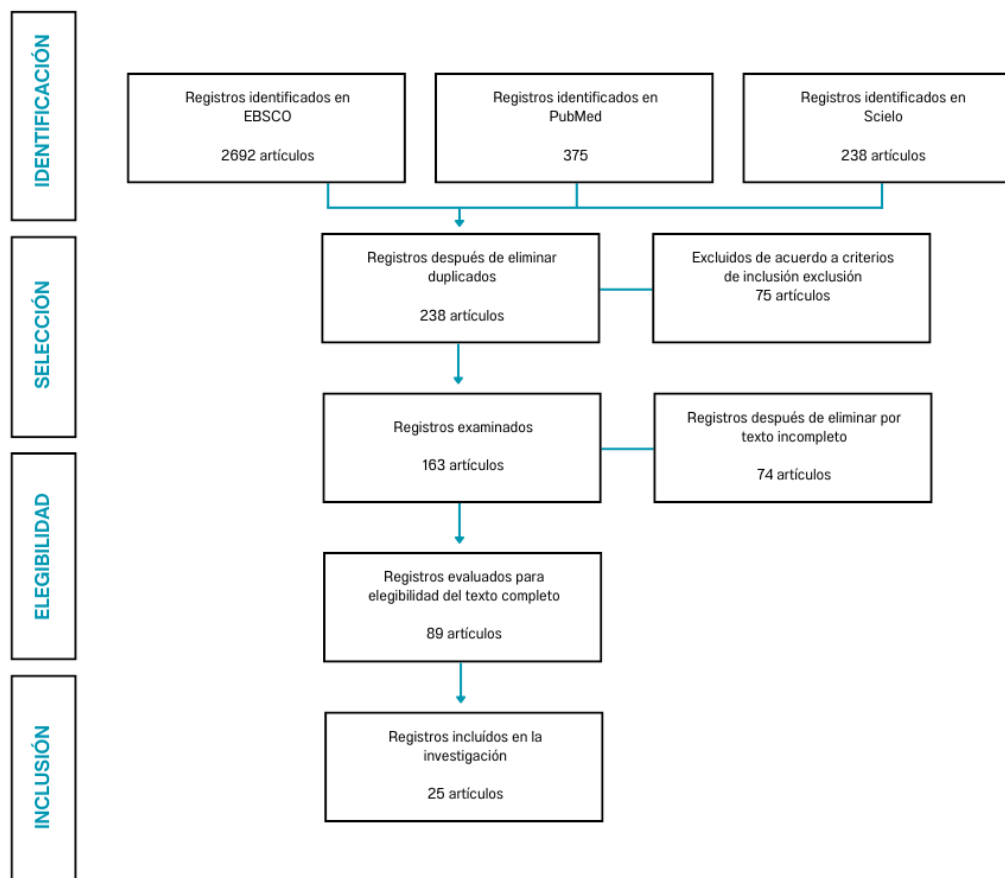 IDENTIFICACIÓN
Registros identificados en
EBSCO
2692 artículos
Registros identificados en
PubMed
375
Registros identificados en
Scielo
238 artículos
SELECCIÓN
Registros después de eliminar
duplicados
238 artículos
Excluidos de acuerdo a criterios
de inclusión exclusión
75 artículos
Registros examinados
163 artículos
Registros después de eliminar por
texto incompleto
74 artículos
ELEGIBILIDAD
Registros evaluados para
elegibilidad del texto completo
89 artículos
INCLUSIÓN
Registros incluídos en la
investigación
25 artículos